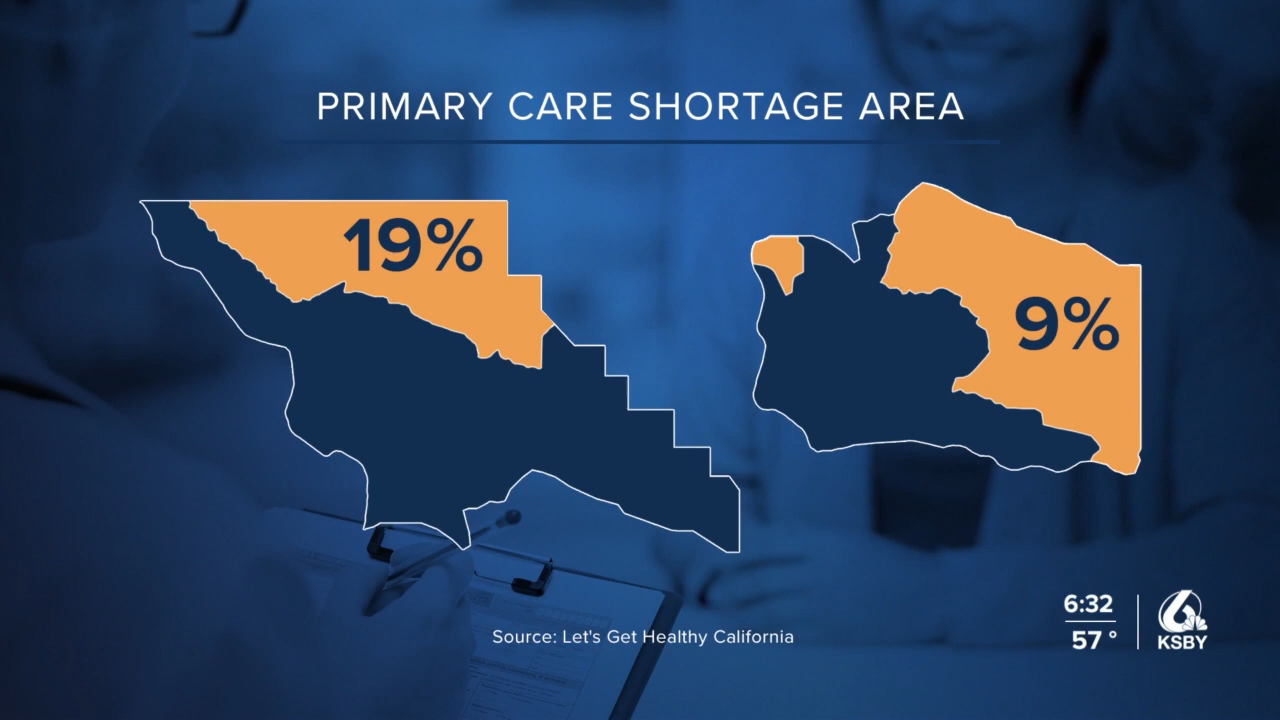 PRIMARY CARE SHORTAGE AREA
19%
9%
6:32
57°
KSBY
Source: Let's Get Healthy California